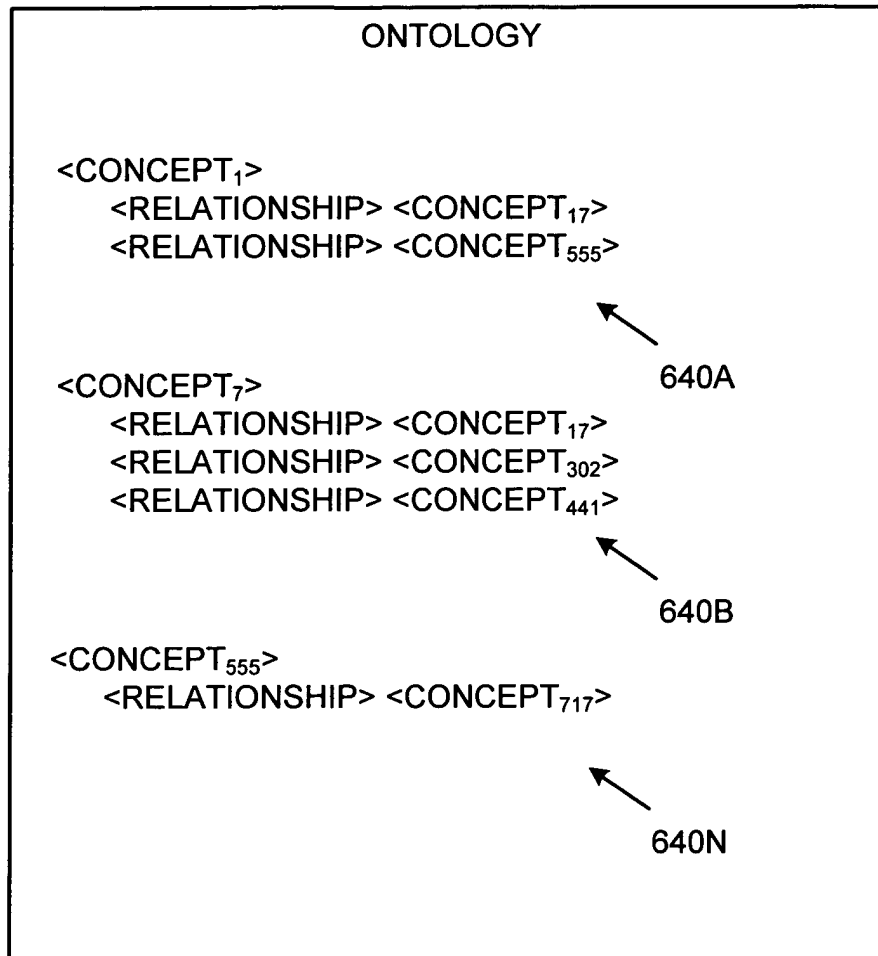 ONTOLOGY
<CONCEPT₁>
<RELATIONSHIP> <CONCEPT₁₇>
<RELATIONSHIP> <CONCEPT₅₅₅>
640A
<CONCEPT₇>
<RELATIONSHIP> <CONCEPT₁₇>
<RELATIONSHIP> <CONCEPT₃₀₂>
<RELATIONSHIP> <CONCEPT₄₄₁>
640B
<CONCEPT₅₅₅>
<RELATIONSHIP> <CONCEPT₇₁₇>
640N